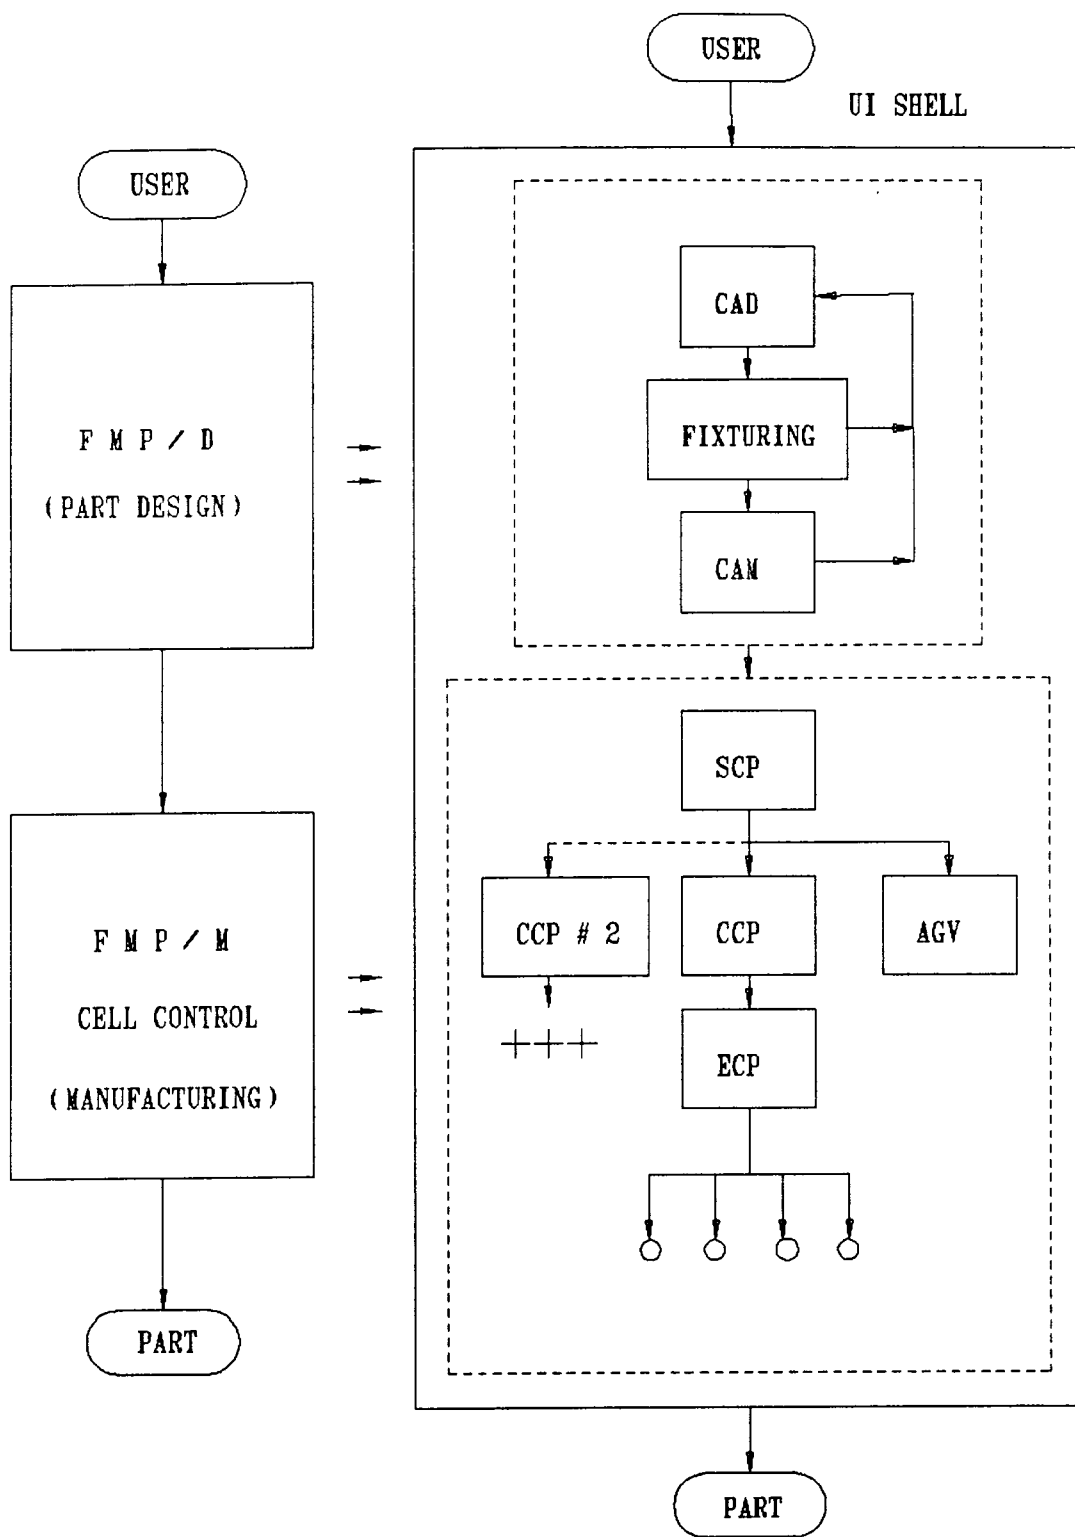 USER
F M P / D
(PART DESIGN)
F M P / M
CELL CONTROL
(MANUFACTURING)
PART
USER
UI SHELL
CAD
FIXTURING
CAM
SCP
CCP # 2
CCP
AGV
ECP
PART